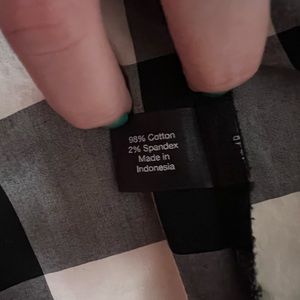 98% Cotton
2% Spandex
Made in
Indonesia